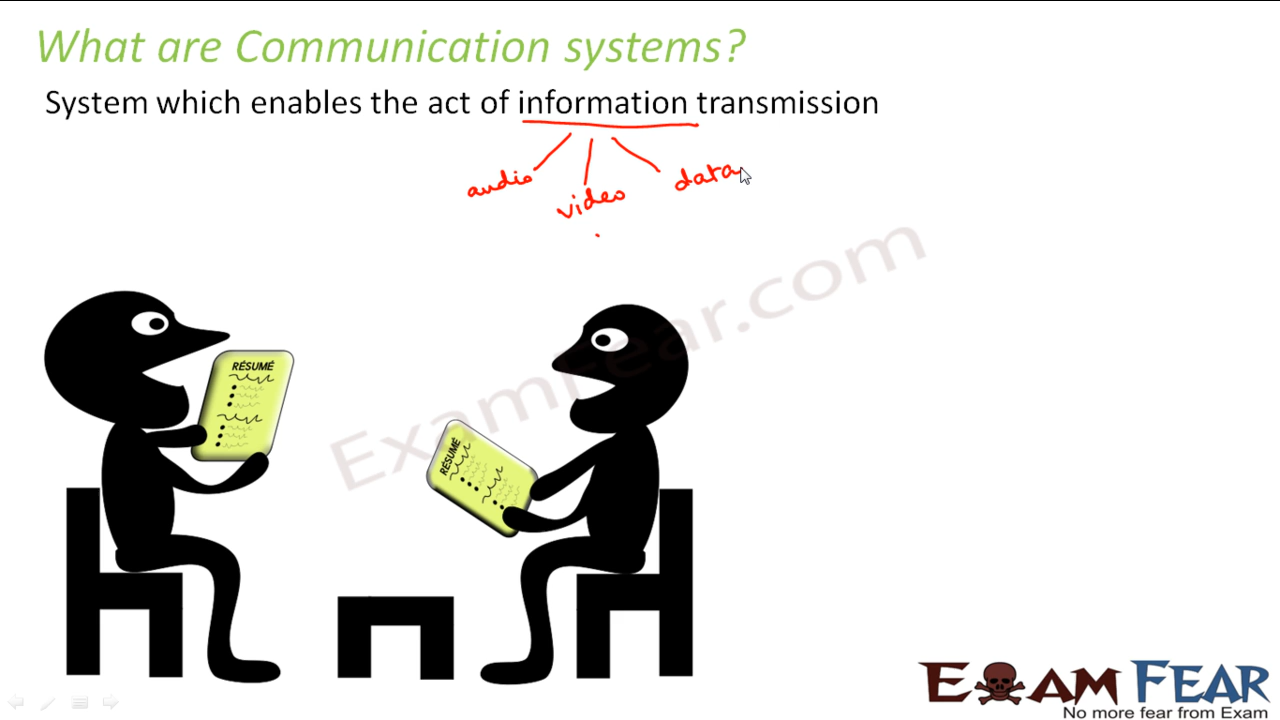 What are Communication systems?
System which enables the act of information transmission
audio
video
data
ExamFear.com
RÉSUMÉ
RÉSUMÉ
EXAM FEAR
No more fear from Exam